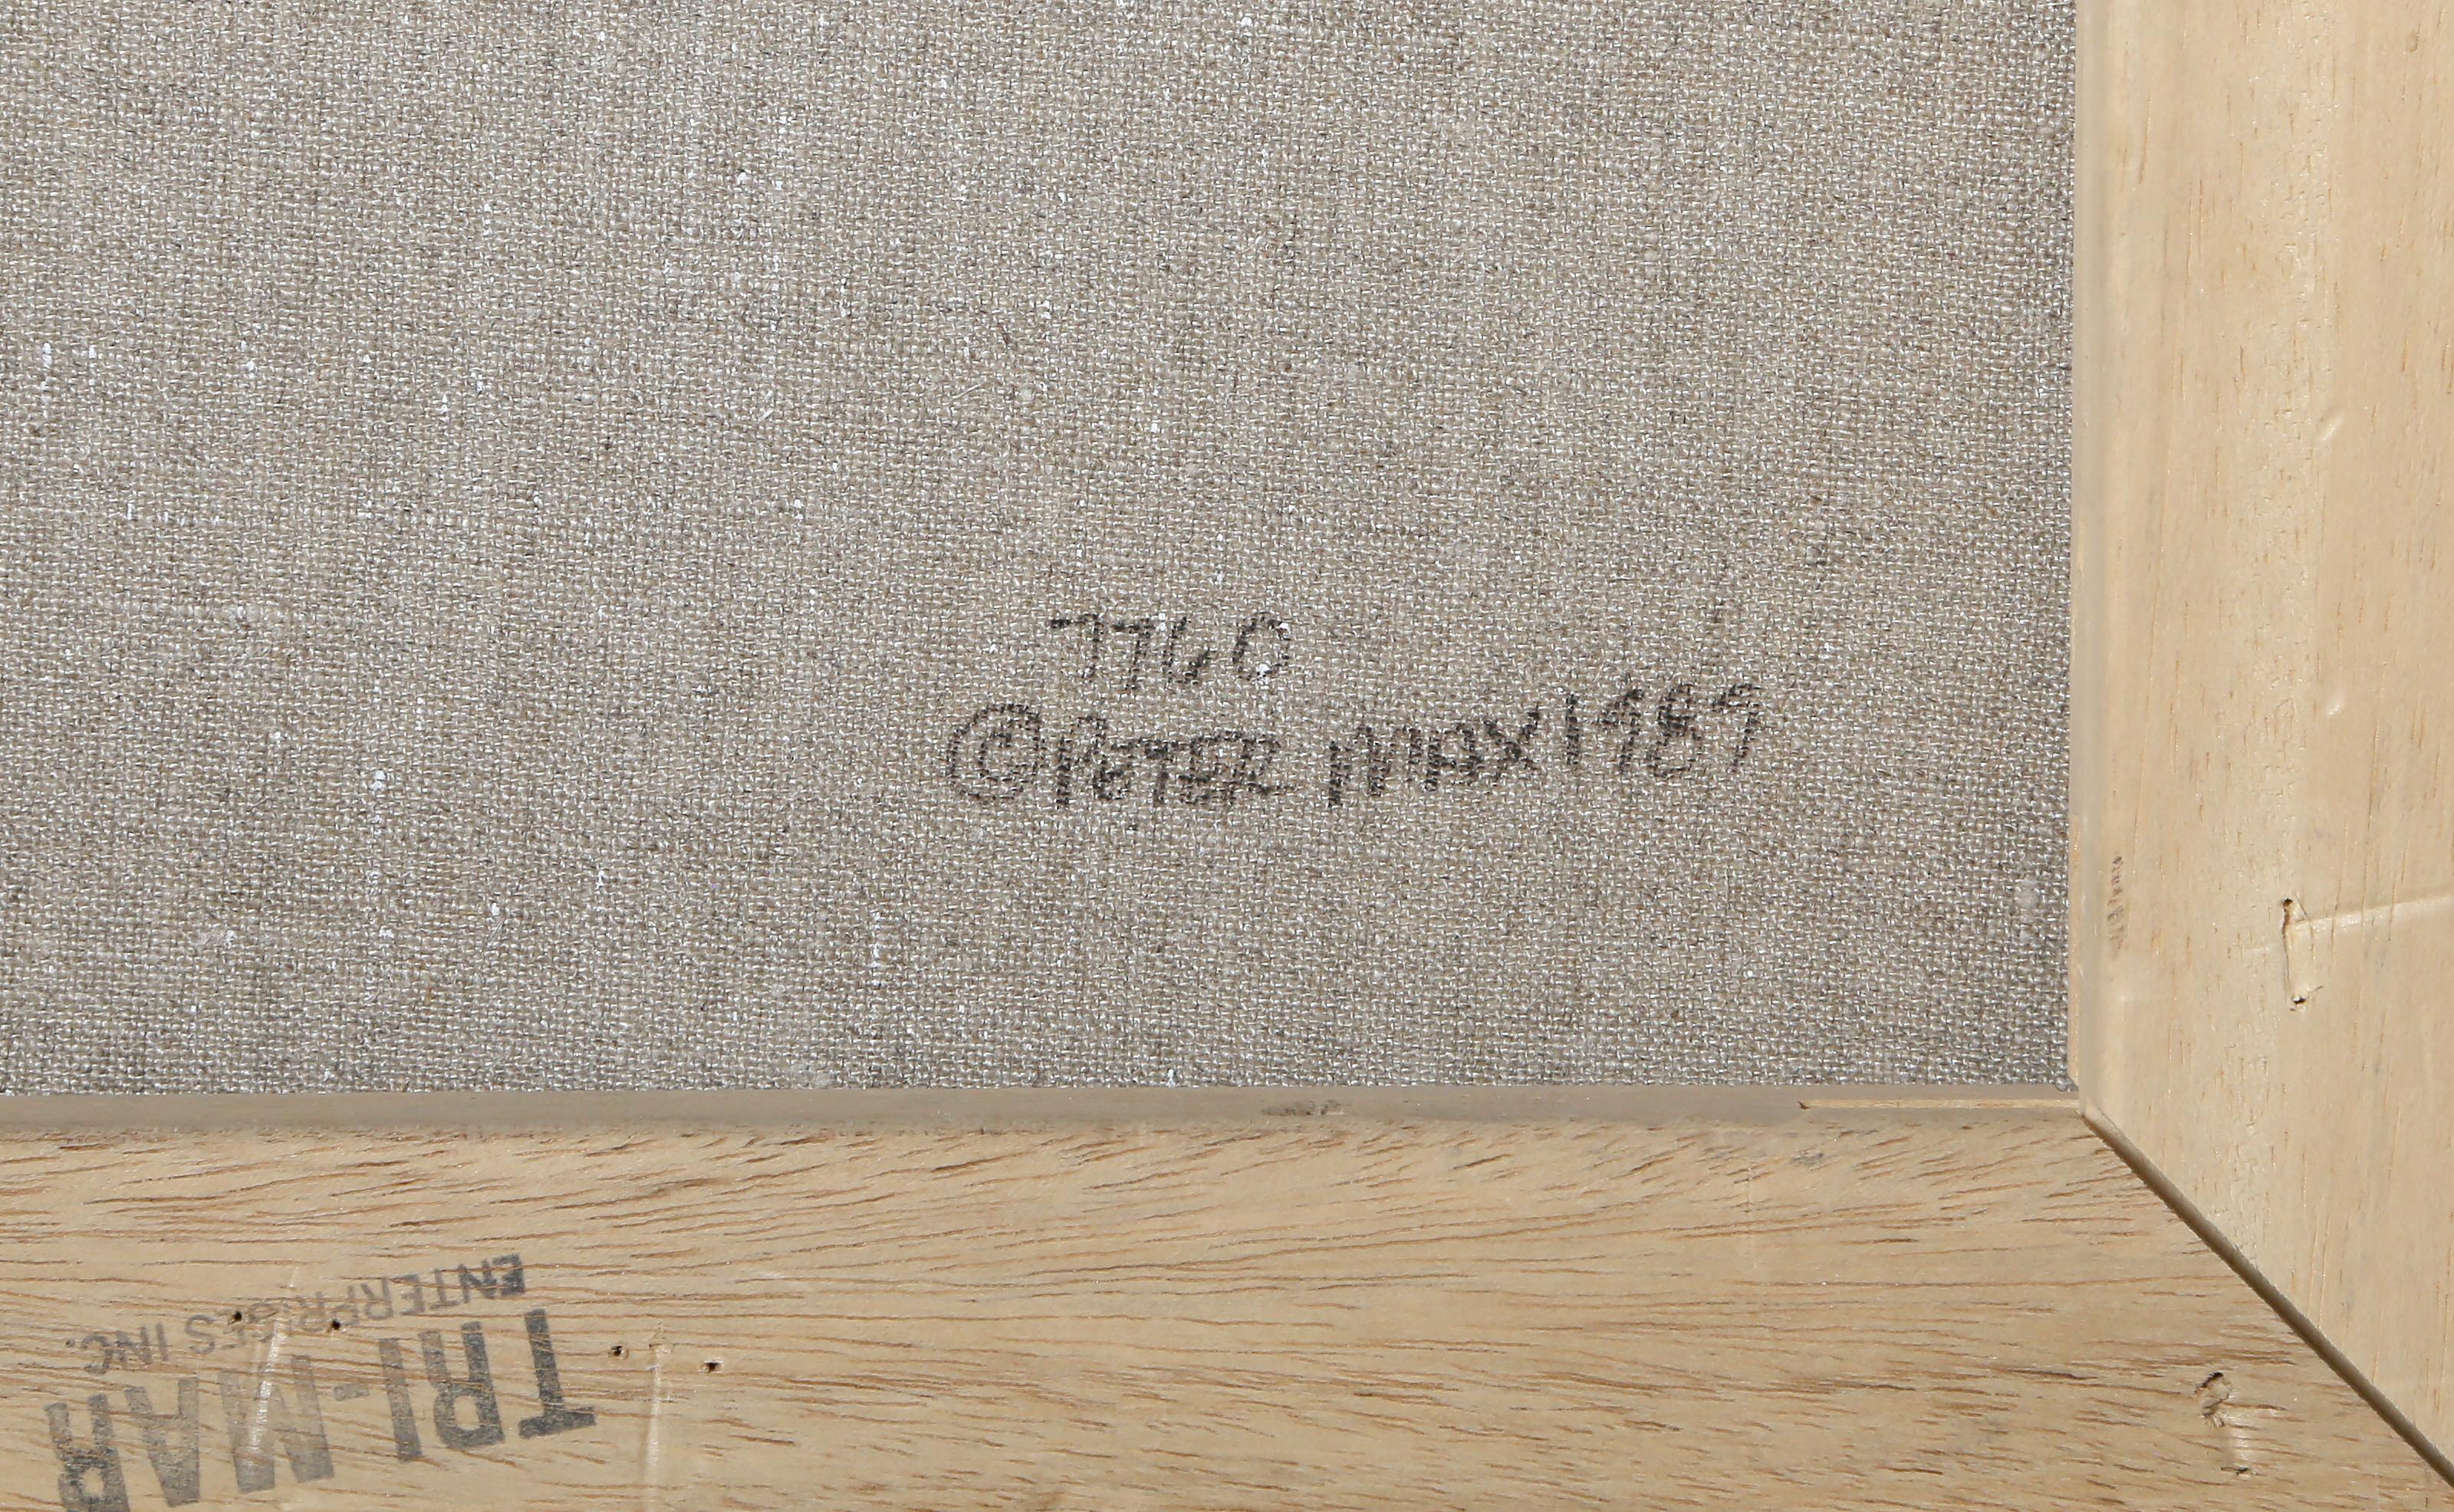 7760
© PETER MAX 1989
TRI-MAR
ENTERPRISES INC.